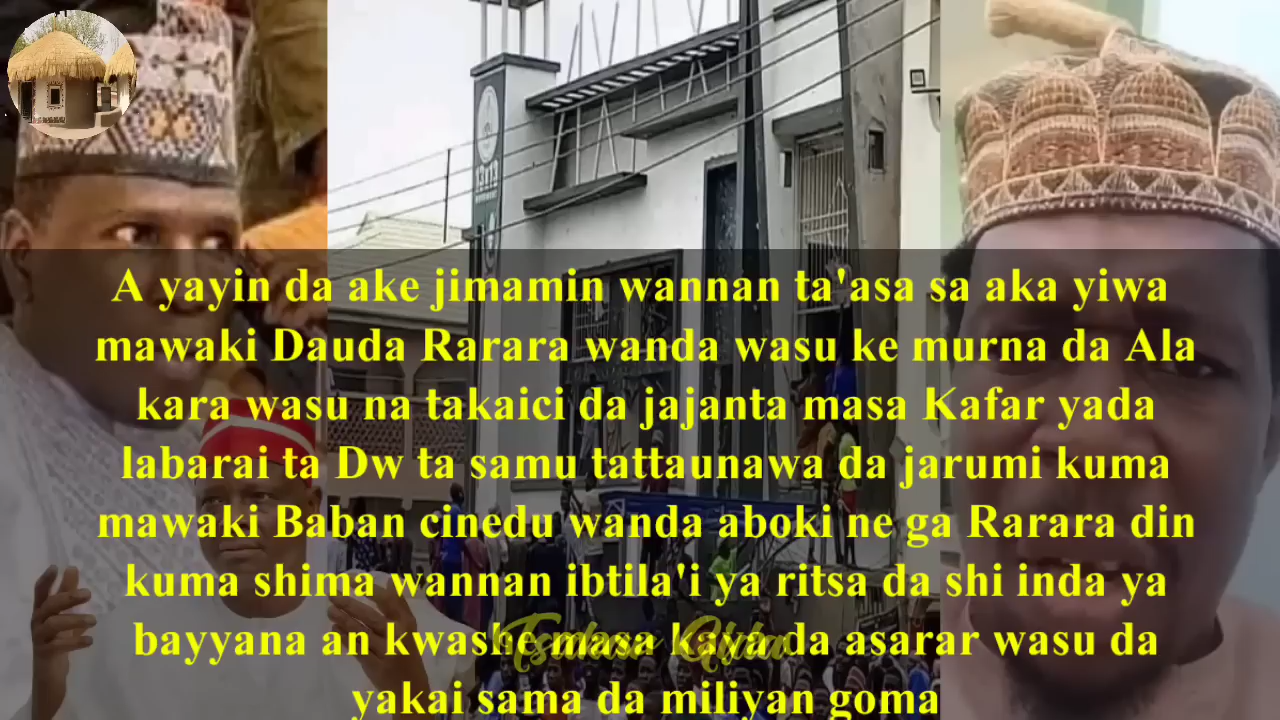 A yayin da ake jimamin wannan ta'asa sa aka yiwa
mawaki Dauda Rarara wanda wasu ke murna da Ala
kara wasu na takaici da jajanta masa Kafar yada
labarai ta Dw ta samu tattaunawa da jarumi kuma
mawaki Baban cinedu wanda aboki ne ga Rarara din
kuma shima wannan ibtila'i ya ritsa da shi inda ya
bayyana an kwashe masa kaya da asarar wasu da
yakai sama da miliyan goma